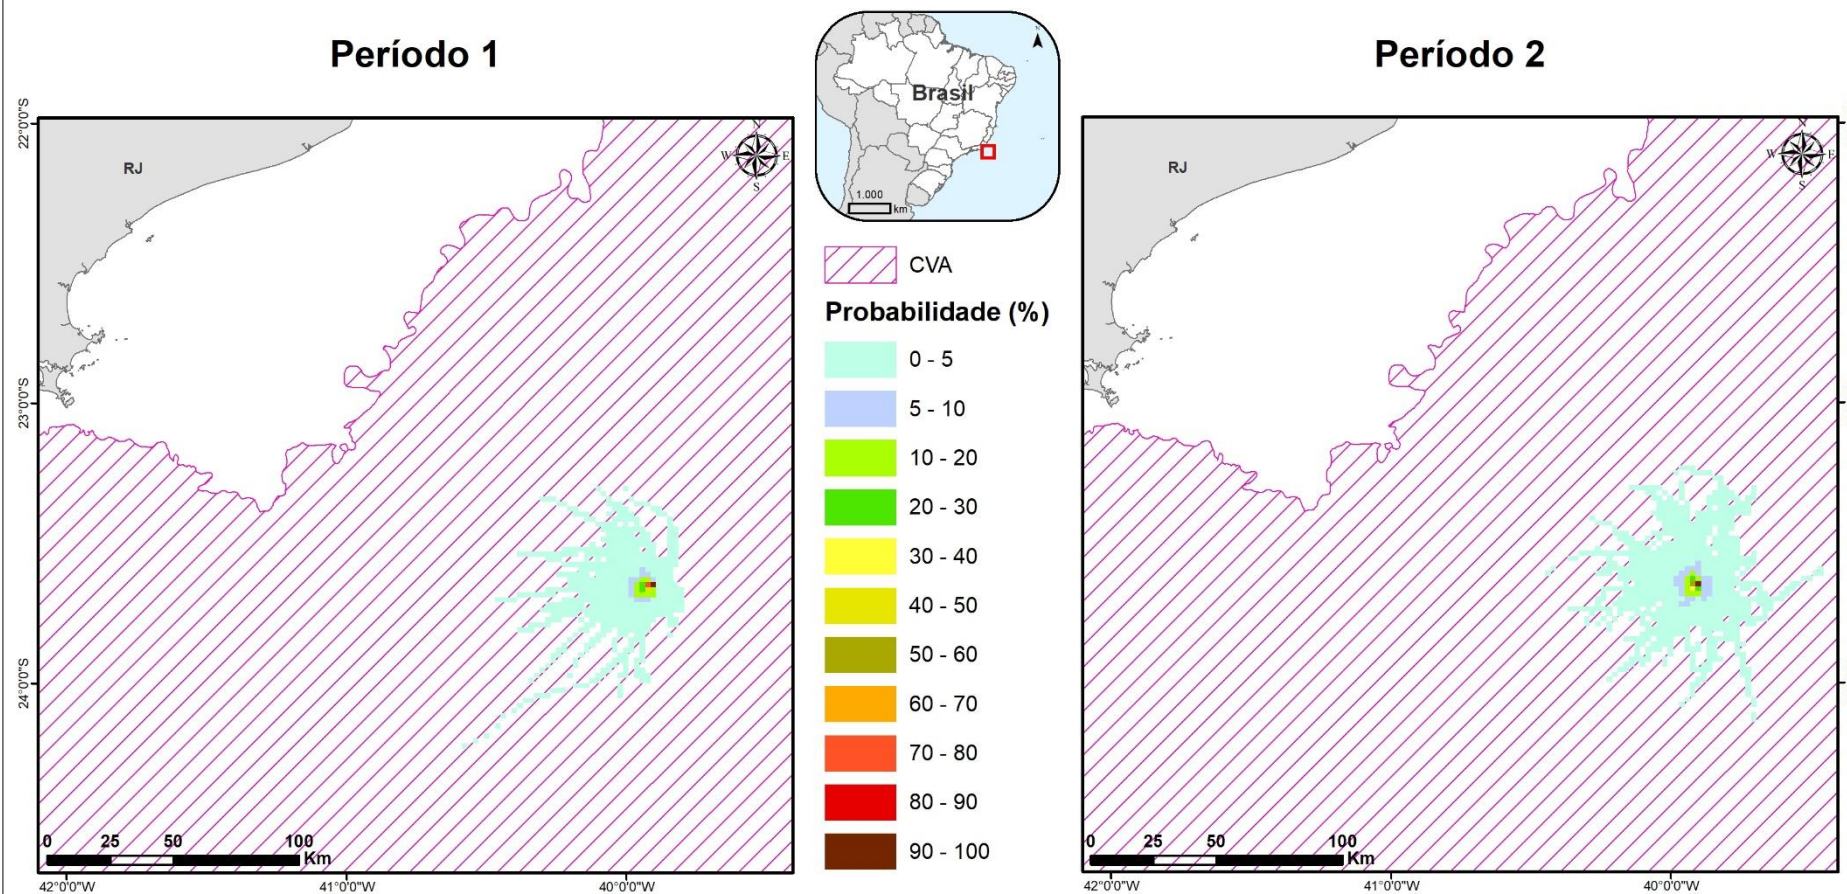 Período 1
Período 2
N
Brasil
1.000
km
22°0'0"S
23°0'0"S
24°0'0"S
RJ
N
W
E
S
0
25
50
100
Km
42°0'0"W
41°0'0"W
40°0'0"W
CVA
Probabilidade (%)
0 - 5
5 - 10
10 - 20
20 - 30
30 - 40
40 - 50
50 - 60
60 - 70
70 - 80
80 - 90
90 - 100
RJ
N
W
E
S
0
25
50
100
Km
42°0'0"W
41°0'0"W
40°0'0"W